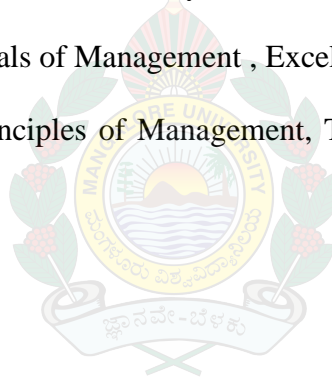 als of Management , Excel
nciples of Management, T
MANGALORE UNIVERSITY
ಮಂಗಳೂರು ವಿಶ್ವವಿದ್ಯಾನಿಲಯ
ಜ್ಞಾನವೇ-ಬೆಳಕು